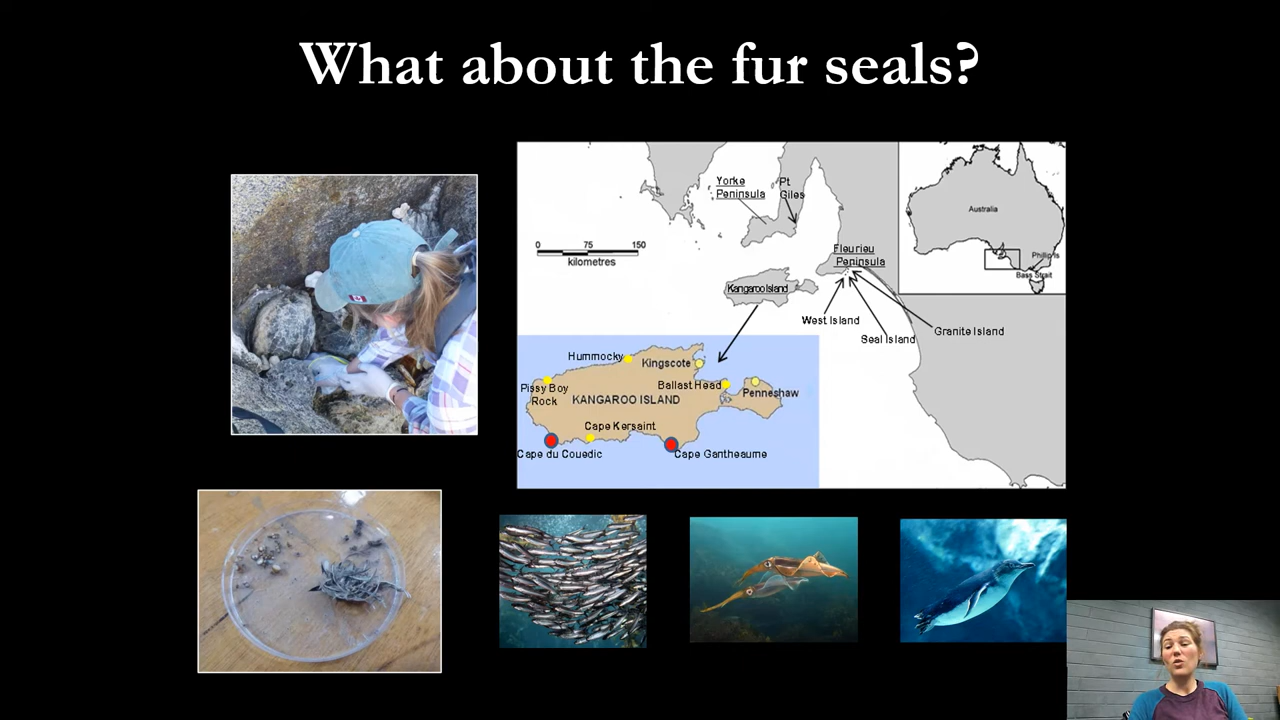 What about the fur seals?
Yorke
Peninsula
Pt
Giles
0 75 150
kilometres
Fleurieu
Peninsula
Kangaroo Island
West Island
Seal Island
Granite Island
Australia
Phillip Is
Bass Strait
Hummocky
Kingscote
Pissy Boy
Rock
Ballast Head
Penneshaw
KANGAROO ISLAND
Cape Kersaint
Cape du Couedic
Cape Gantheaume